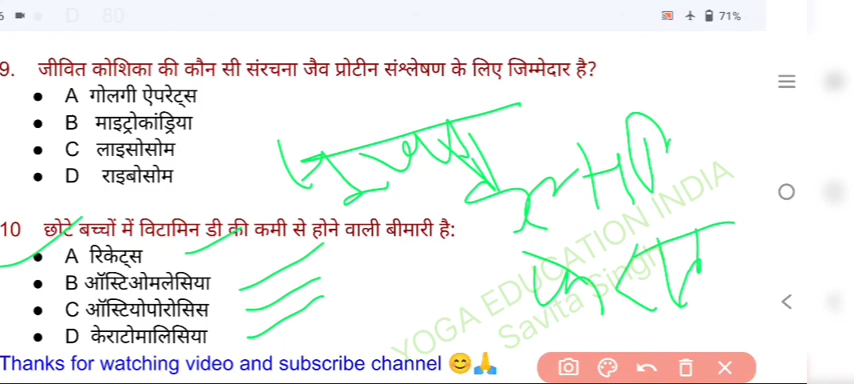 D 80
71%
9. जीवित कोशिका की कौन सी संरचना जैव प्रोटीन संश्लेषण के लिए जिम्मेदार है?
• A गोलगी ऐपरेट्स
• B माइट्रोकांड्रिया
• C लाइसोसोम
• D राइबोसोम
10 छोटे बच्चों में विटामिन डी की कमी से होने वाली बीमारी है:
• A रिकेट्स
• B ऑस्टिओमलेसिया
• C ऑस्टियोपोरोसिस
• D केराटोमालिसिया
YOGA EDUCATION INDIA
Savita Singh
Thanks for watching video and subscribe channel 😊🙏